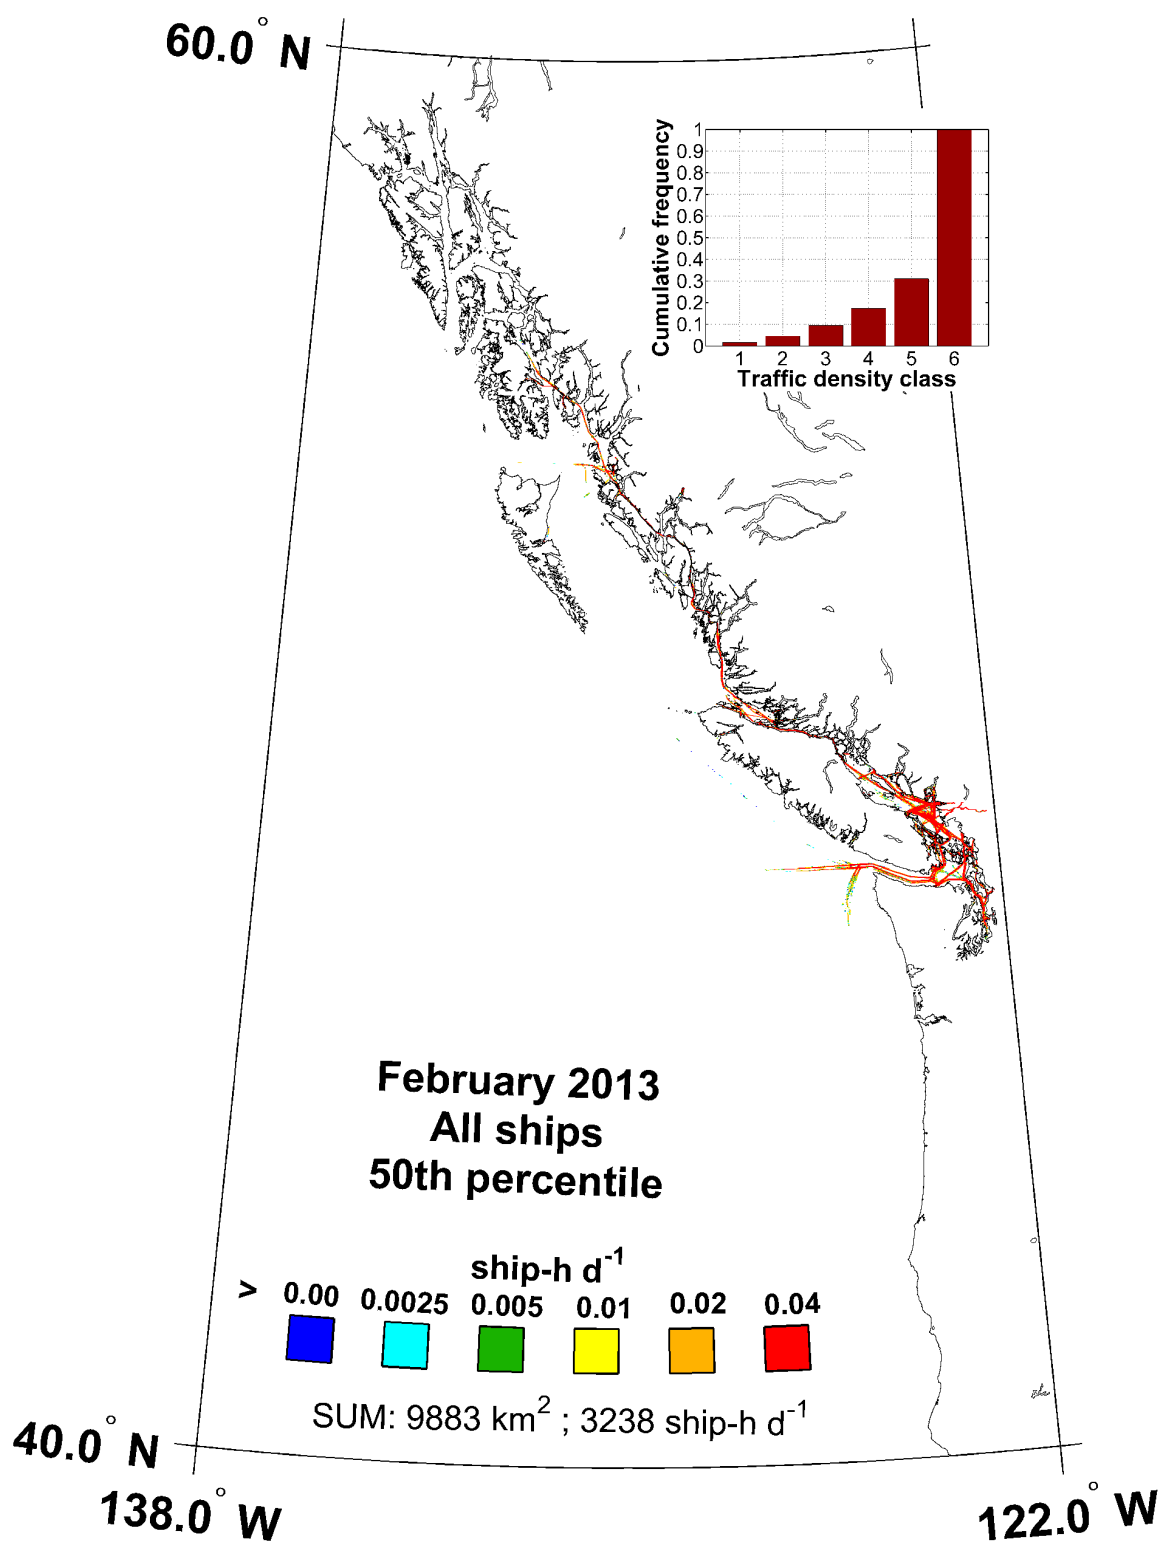 60.0° N
Cumulative frequency
1
0.9
0.8
0.7
0.6
0.5
0.4
0.3
0.2
0.1
0
1 2 3 4 5 6
Traffic density class
February 2013
All ships
50th percentile
ship-h d⁻¹
> 0.00 0.0025 0.005 0.01 0.02 0.04
SUM: 9883 km² ; 3238 ship-h d⁻¹
40.0° N
138.0° W
122.0° W